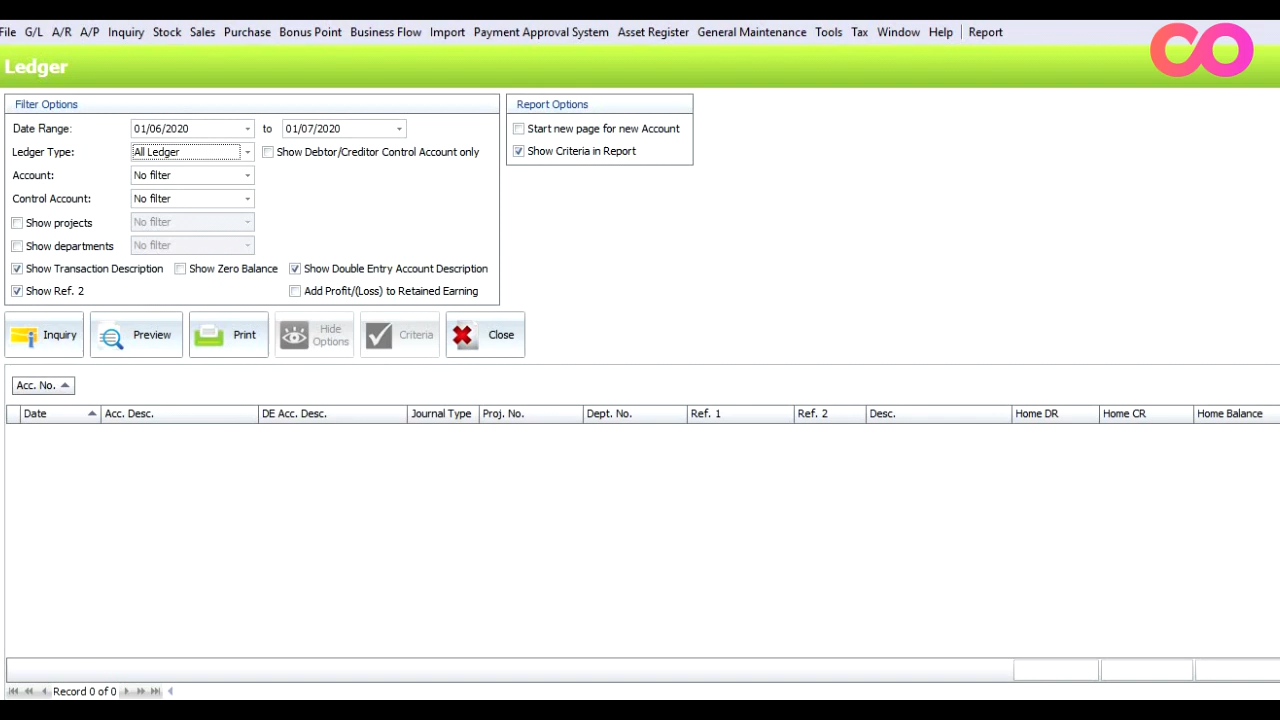 File G/L A/R A/P Inquiry Stock Sales Purchase Bonus Point Business Flow Import Payment Approval System Asset Register General Maintenance Tools Tax Window Help Report
CO
Ledger
Filter Options
Date Range: 01/06/2020 to 01/07/2020
Ledger Type: All Ledger Show Debtor/Creditor Control Account only
Account: No filter
Control Account: No filter
Show projects No filter
Show departments No filter
Show Transaction Description Show Zero Balance Show Double Entry Account Description
Show Ref. 2 Add Profit/(Loss) to Retained Earning
Report Options
Start new page for new Account
Show Criteria in Report
Inquiry Preview Print Hide Options Criteria Close
Acc. No.
Date Acc. Desc. DE Acc. Desc. Journal Type Proj. No. Dept. No. Ref. 1 Ref. 2 Desc. Home DR Home CR Home Balance
Record 0 of 0